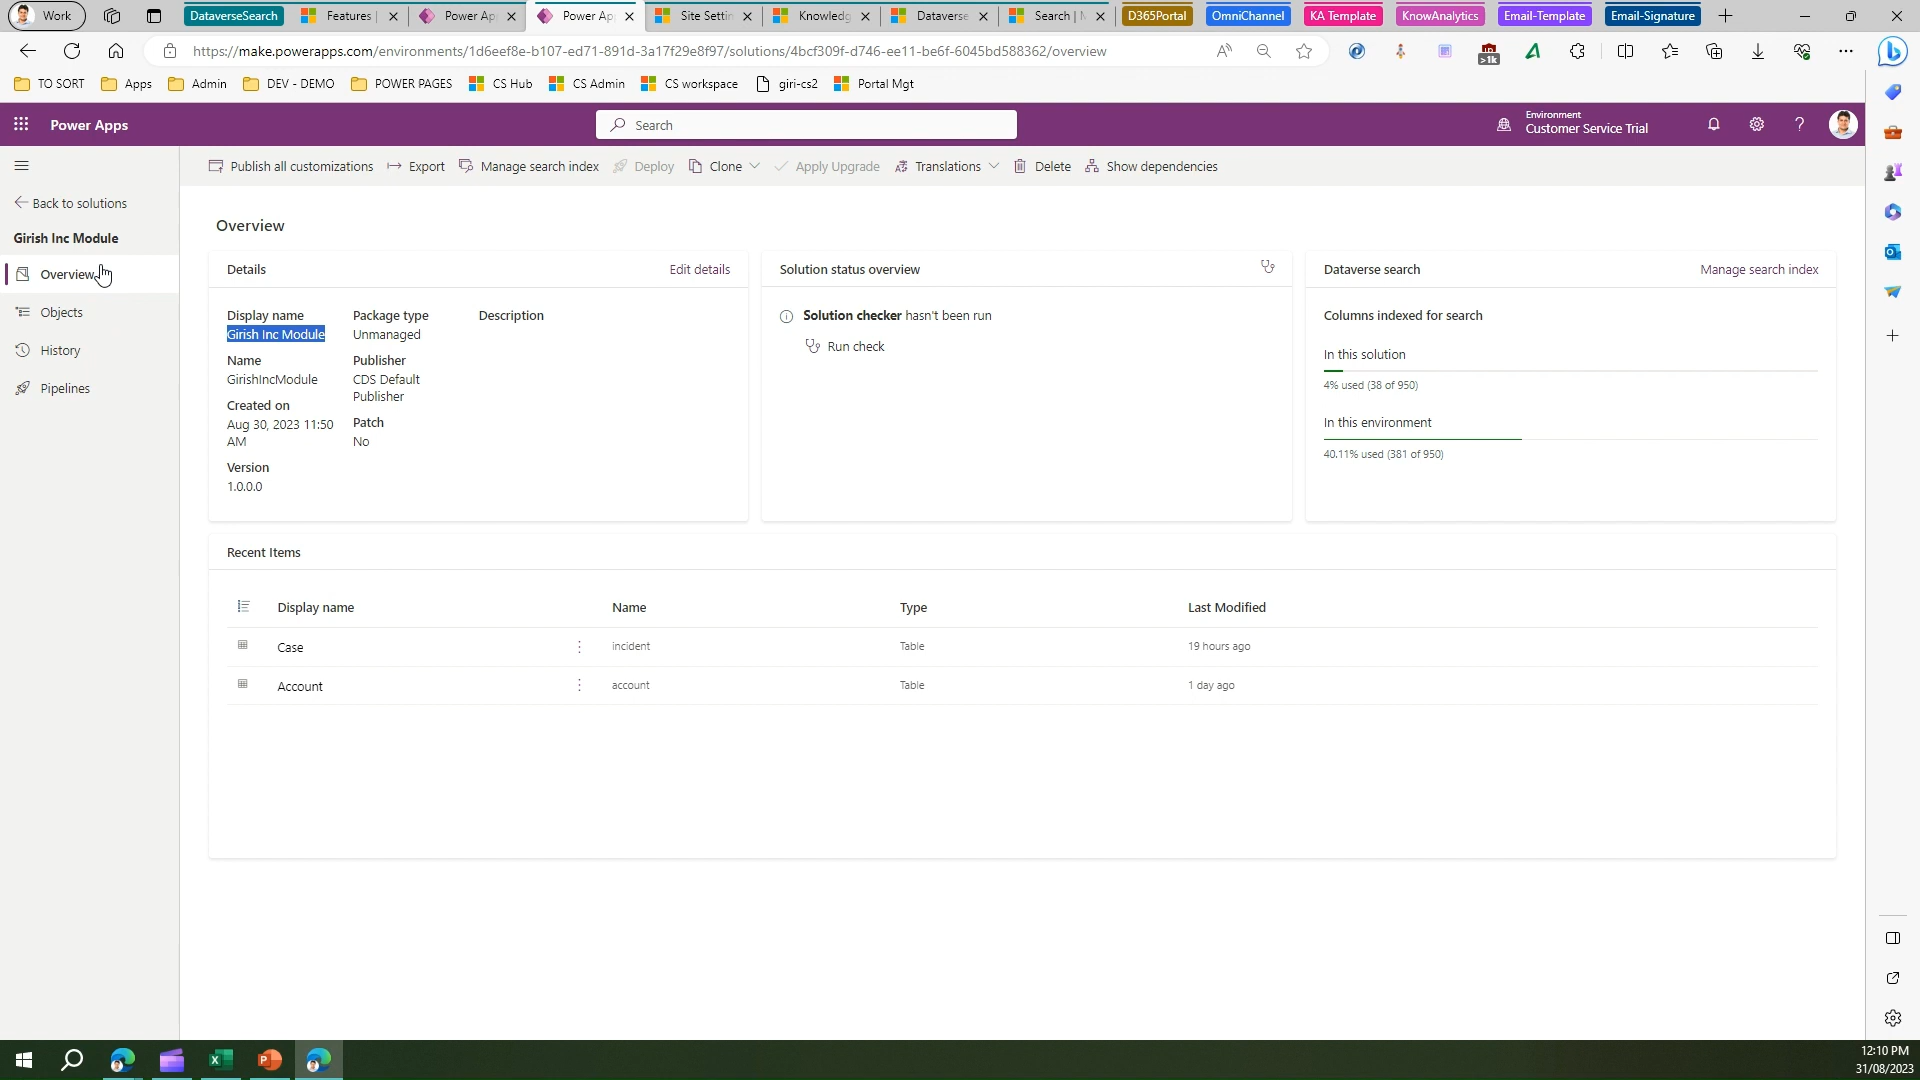 Work
DataverseSearch
Features |
Power Ap
Power Ap
Site Settin
Knowledg
Dataverse
Search | M
D365Portal
OmniChannel
KA Template
KnowAnalytics
Email-Template
Email-Signature
https://make.powerapps.com/environments/1d6eef8e-b107-ed71-891d-3a17f29e8f97/solutions/4bcf309f-d746-ee11-be6f-6045bd588362/overview
>1k
TO SORT
Apps
Admin
DEV - DEMO
POWER PAGES
CS Hub
CS Admin
CS workspace
giri-cs2
Portal Mgt
Power Apps
Search
Environment
Customer Service Trial
Publish all customizations
Export
Manage search index
Deploy
Clone
Apply Upgrade
Translations
Delete
Show dependencies
Back to solutions
Girish Inc Module
Overview
Objects
History
Pipelines
Overview
Details
Edit details
Display name
Girish Inc Module
Name
GirishIncModule
Created on
Aug 30, 2023 11:50
AM
Version
1.0.0.0
Package type
Unmanaged
Publisher
CDS Default
Publisher
Patch
No
Description
Solution status overview
Solution checker hasn't been run
Run check
Dataverse search
Manage search index
Columns indexed for search
In this solution
4% used (38 of 950)
In this environment
40.11% used (381 of 950)
Recent Items
Display name
Name
Type
Last Modified
Case
incident
Table
19 hours ago
Account
account
Table
1 day ago
12:10 PM
31/08/2023